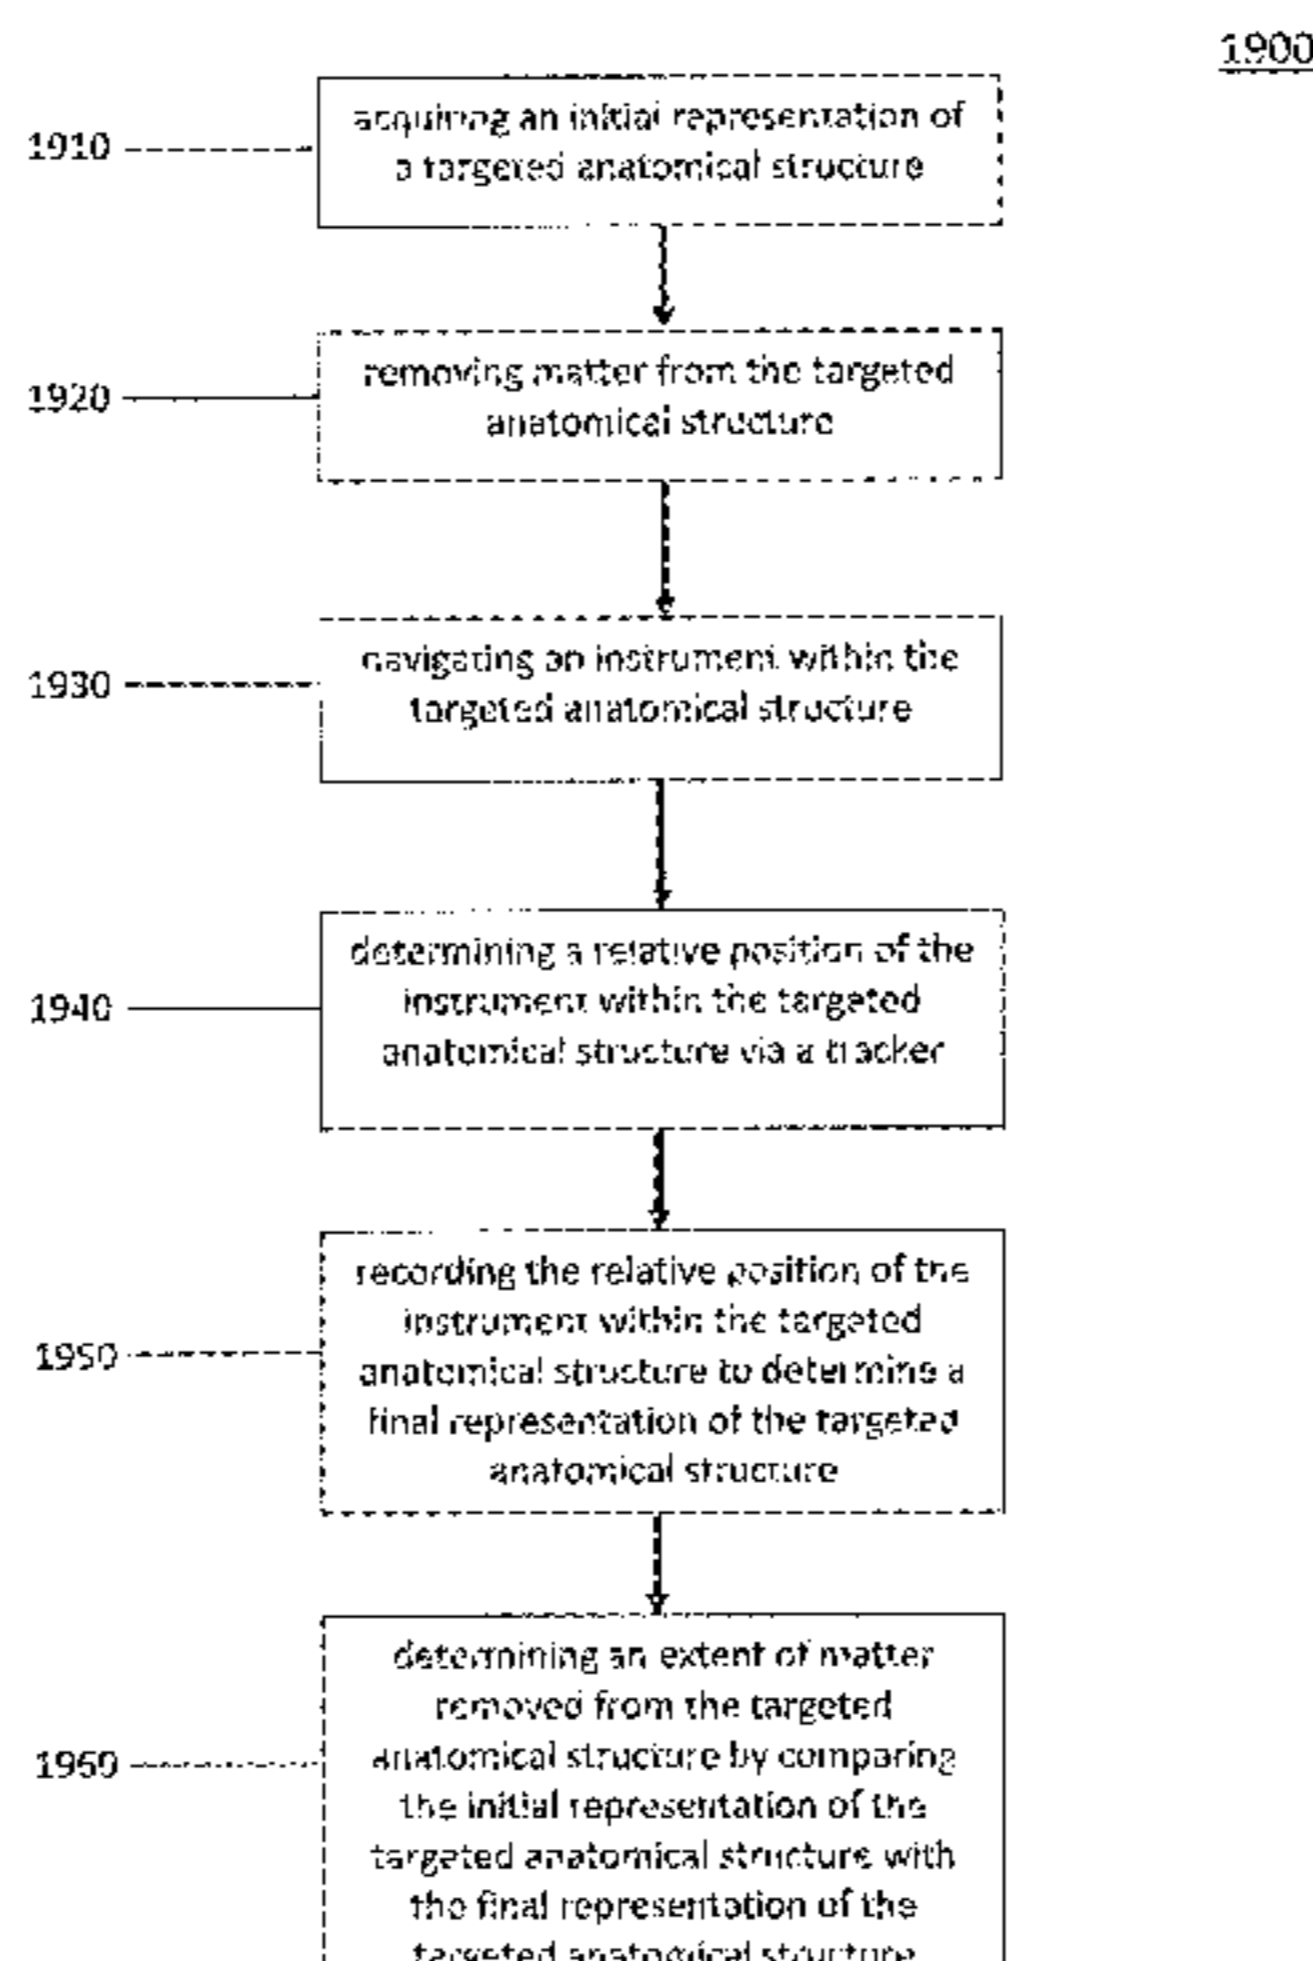 1900
1910
acquiring an initial representation of
a targeted anatomical structure
1920
removing matter from the targeted
anatomical structure
1930
navigating an instrument within the
targeted anatomical structure
1940
determining a relative position of the
instrument within the targeted
anatomical structure via a tracker
1950
recording the relative position of the
instrument within the targeted
anatomical structure to determine a
final representation of the targeted
anatomical structure
1960
determining an extent of matter
removed from the targeted
anatomical structure by comparing
the initial representation of the
targeted anatomical structure with
the final representation of the
targeted anatomical structure